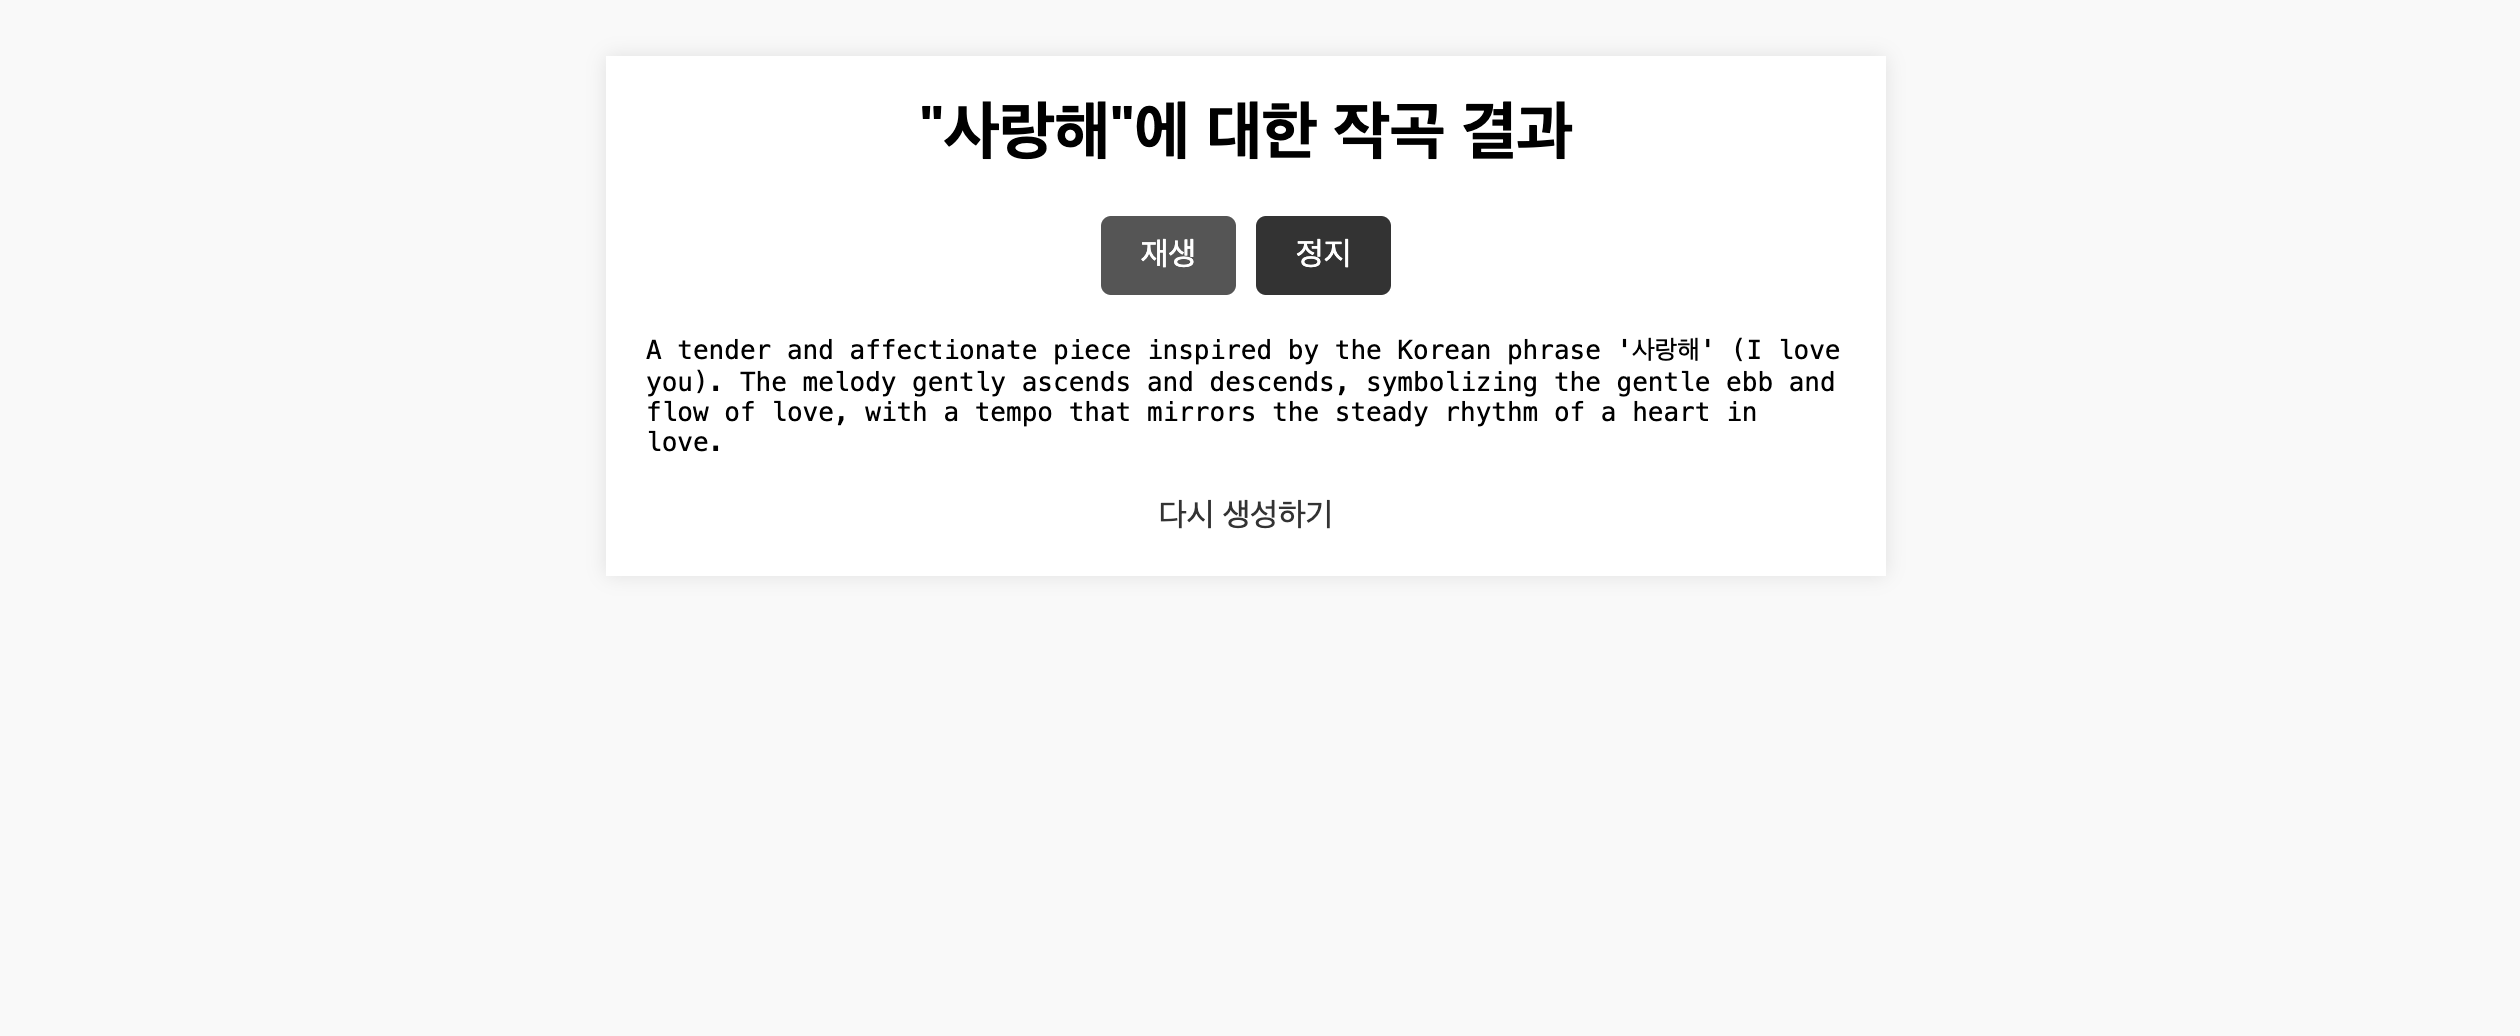 "사랑해"에 대한 작곡 결과
재생 정지
A tender and affectionate piece inspired by the Korean phrase '사랑해' (I love
you). The melody gently ascends and descends, symbolizing the gentle ebb and
flow of love, with a tempo that mirrors the steady rhythm of a heart in
love.
다시 생성하기